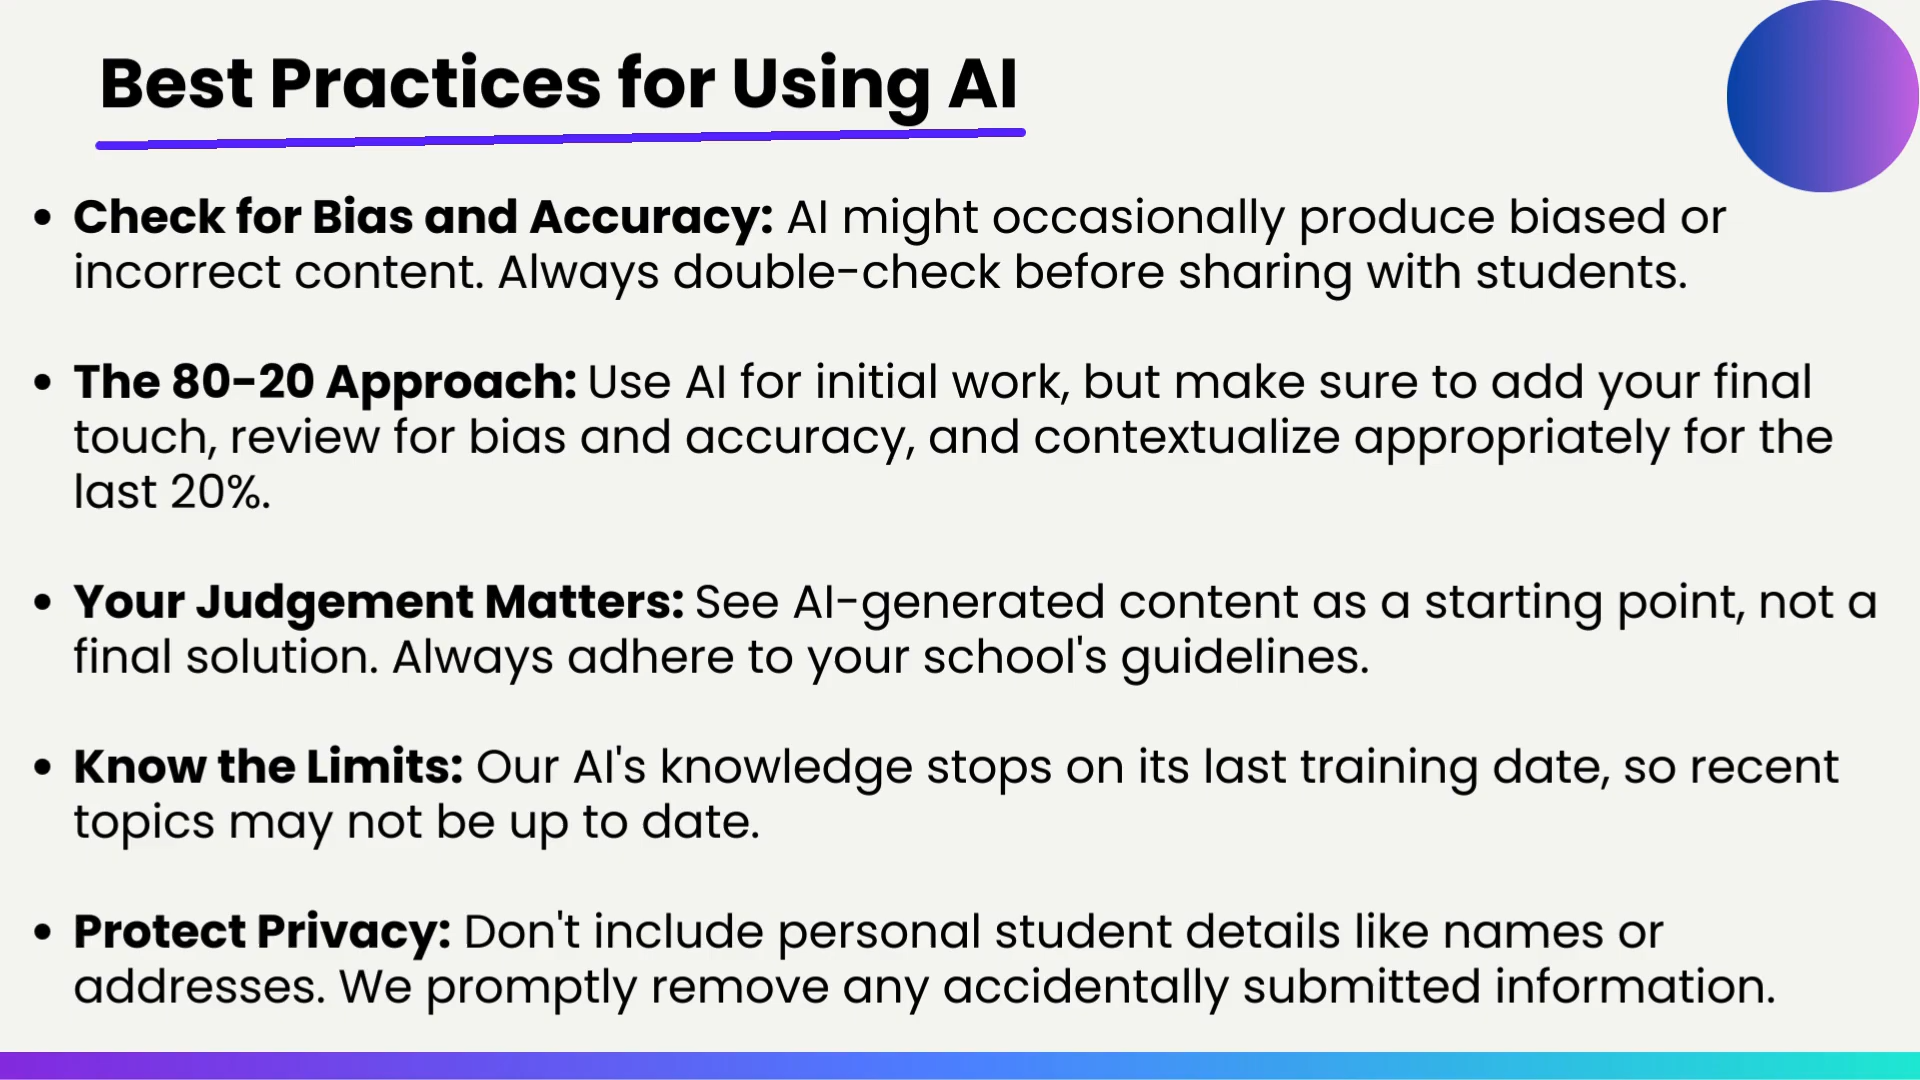 Best Practices for Using AI
• Check for Bias and Accuracy: AI might occasionally produce biased or
incorrect content. Always double-check before sharing with students.
• The 80-20 Approach: Use AI for initial work, but make sure to add your final
touch, review for bias and accuracy, and contextualize appropriately for the
last 20%.
• Your Judgement Matters: See AI-generated content as a starting point, not a
final solution. Always adhere to your school's guidelines.
• Know the Limits: Our AI's knowledge stops on its last training date, so recent
topics may not be up to date.
• Protect Privacy: Don't include personal student details like names or
addresses. We promptly remove any accidentally submitted information.